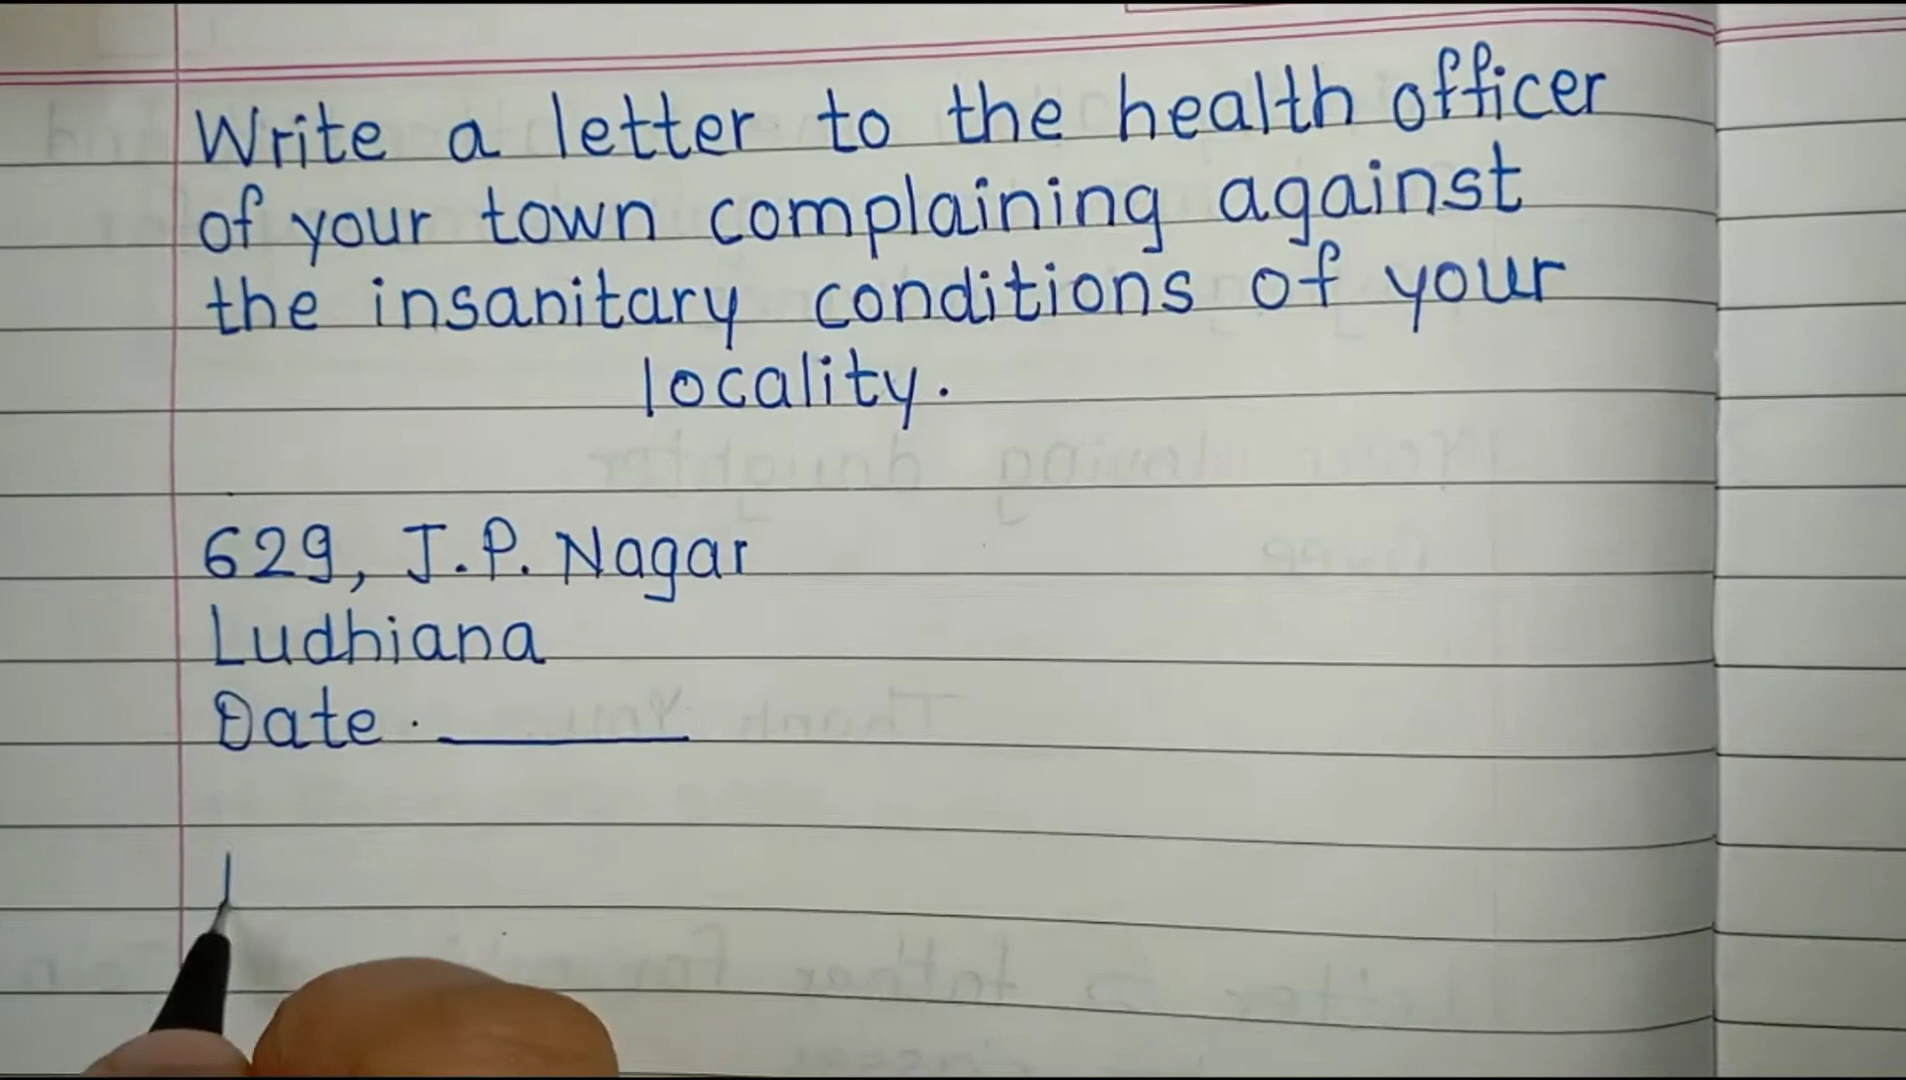 Write a letter to the health officer
of your town complaining against
the insanitary conditions of your
locality.
629, J.P. Nagar
Ludhiana
Date. ________